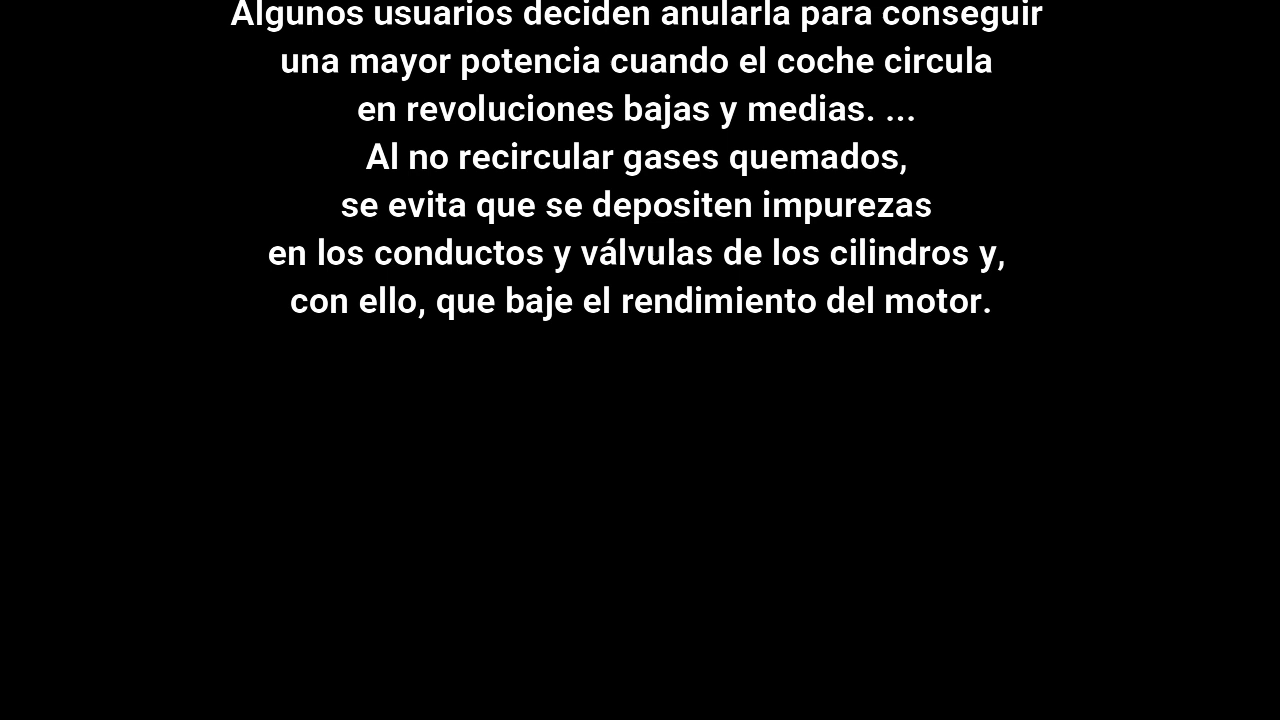 Algunos usuarios deciden anularla para conseguir
una mayor potencia cuando el coche circula
en revoluciones bajas y medias. ...
Al no recircular gases quemados,
se evita que se depositen impurezas
en los conductos y válvulas de los cilindros y,
con ello, que baje el rendimiento del motor.